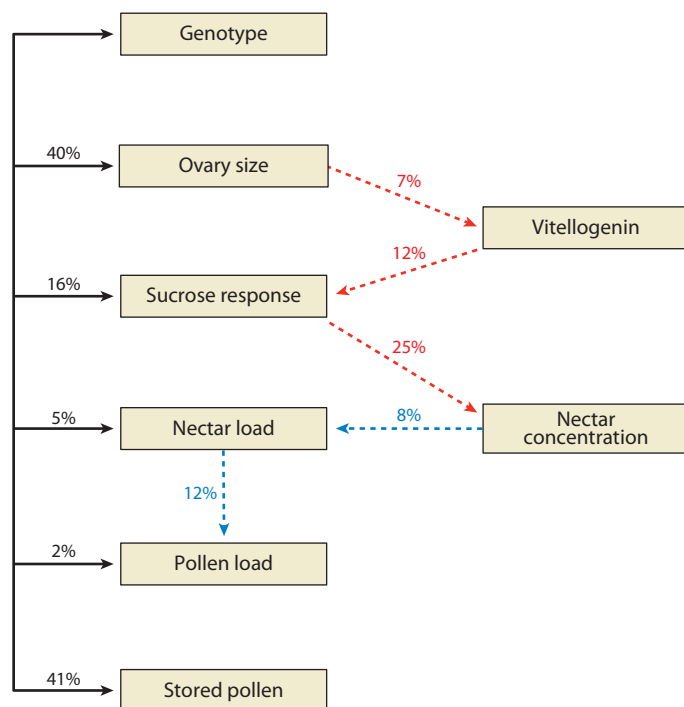 Genotype
40%
Ovary size
7%
Vitellogenin
12%
16%
Sucrose response
25%
5%
Nectar load
8%
Nectar
concentration
12%
2%
Pollen load
41%
Stored pollen